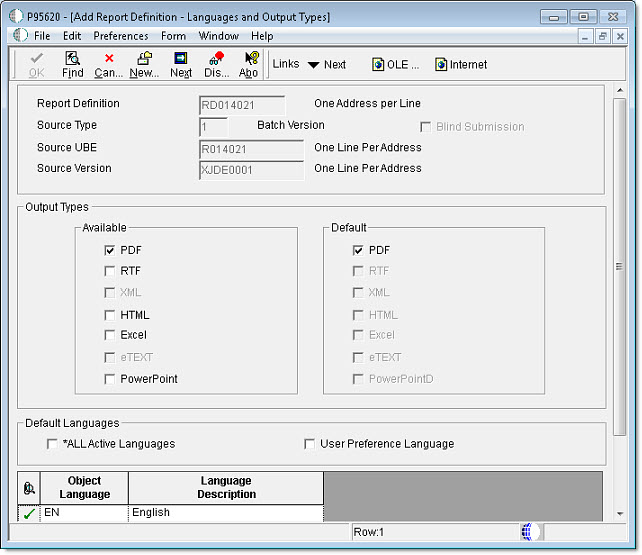 P95620 - [Add Report Definition - Languages and Output Types]
File Edit Preferences Form Window Help
OK Find Can... New... Next Dis... Abo Links Next OLE ... Internet
Report Definition RD014021 One Address per Line
Source Type 1 Batch Version Blind Submission
Source UBE R014021 One Line Per Address
Source Version XJDE0001 One Line Per Address
Output Types
Available Default
PDF PDF
RTF RTF
XML XML
HTML HTML
Excel Excel
eTEXT eTEXT
PowerPoint PowerPointD
Default Languages
*ALL Active Languages User Preference Language
Object Language Language Description
EN English
Row:1